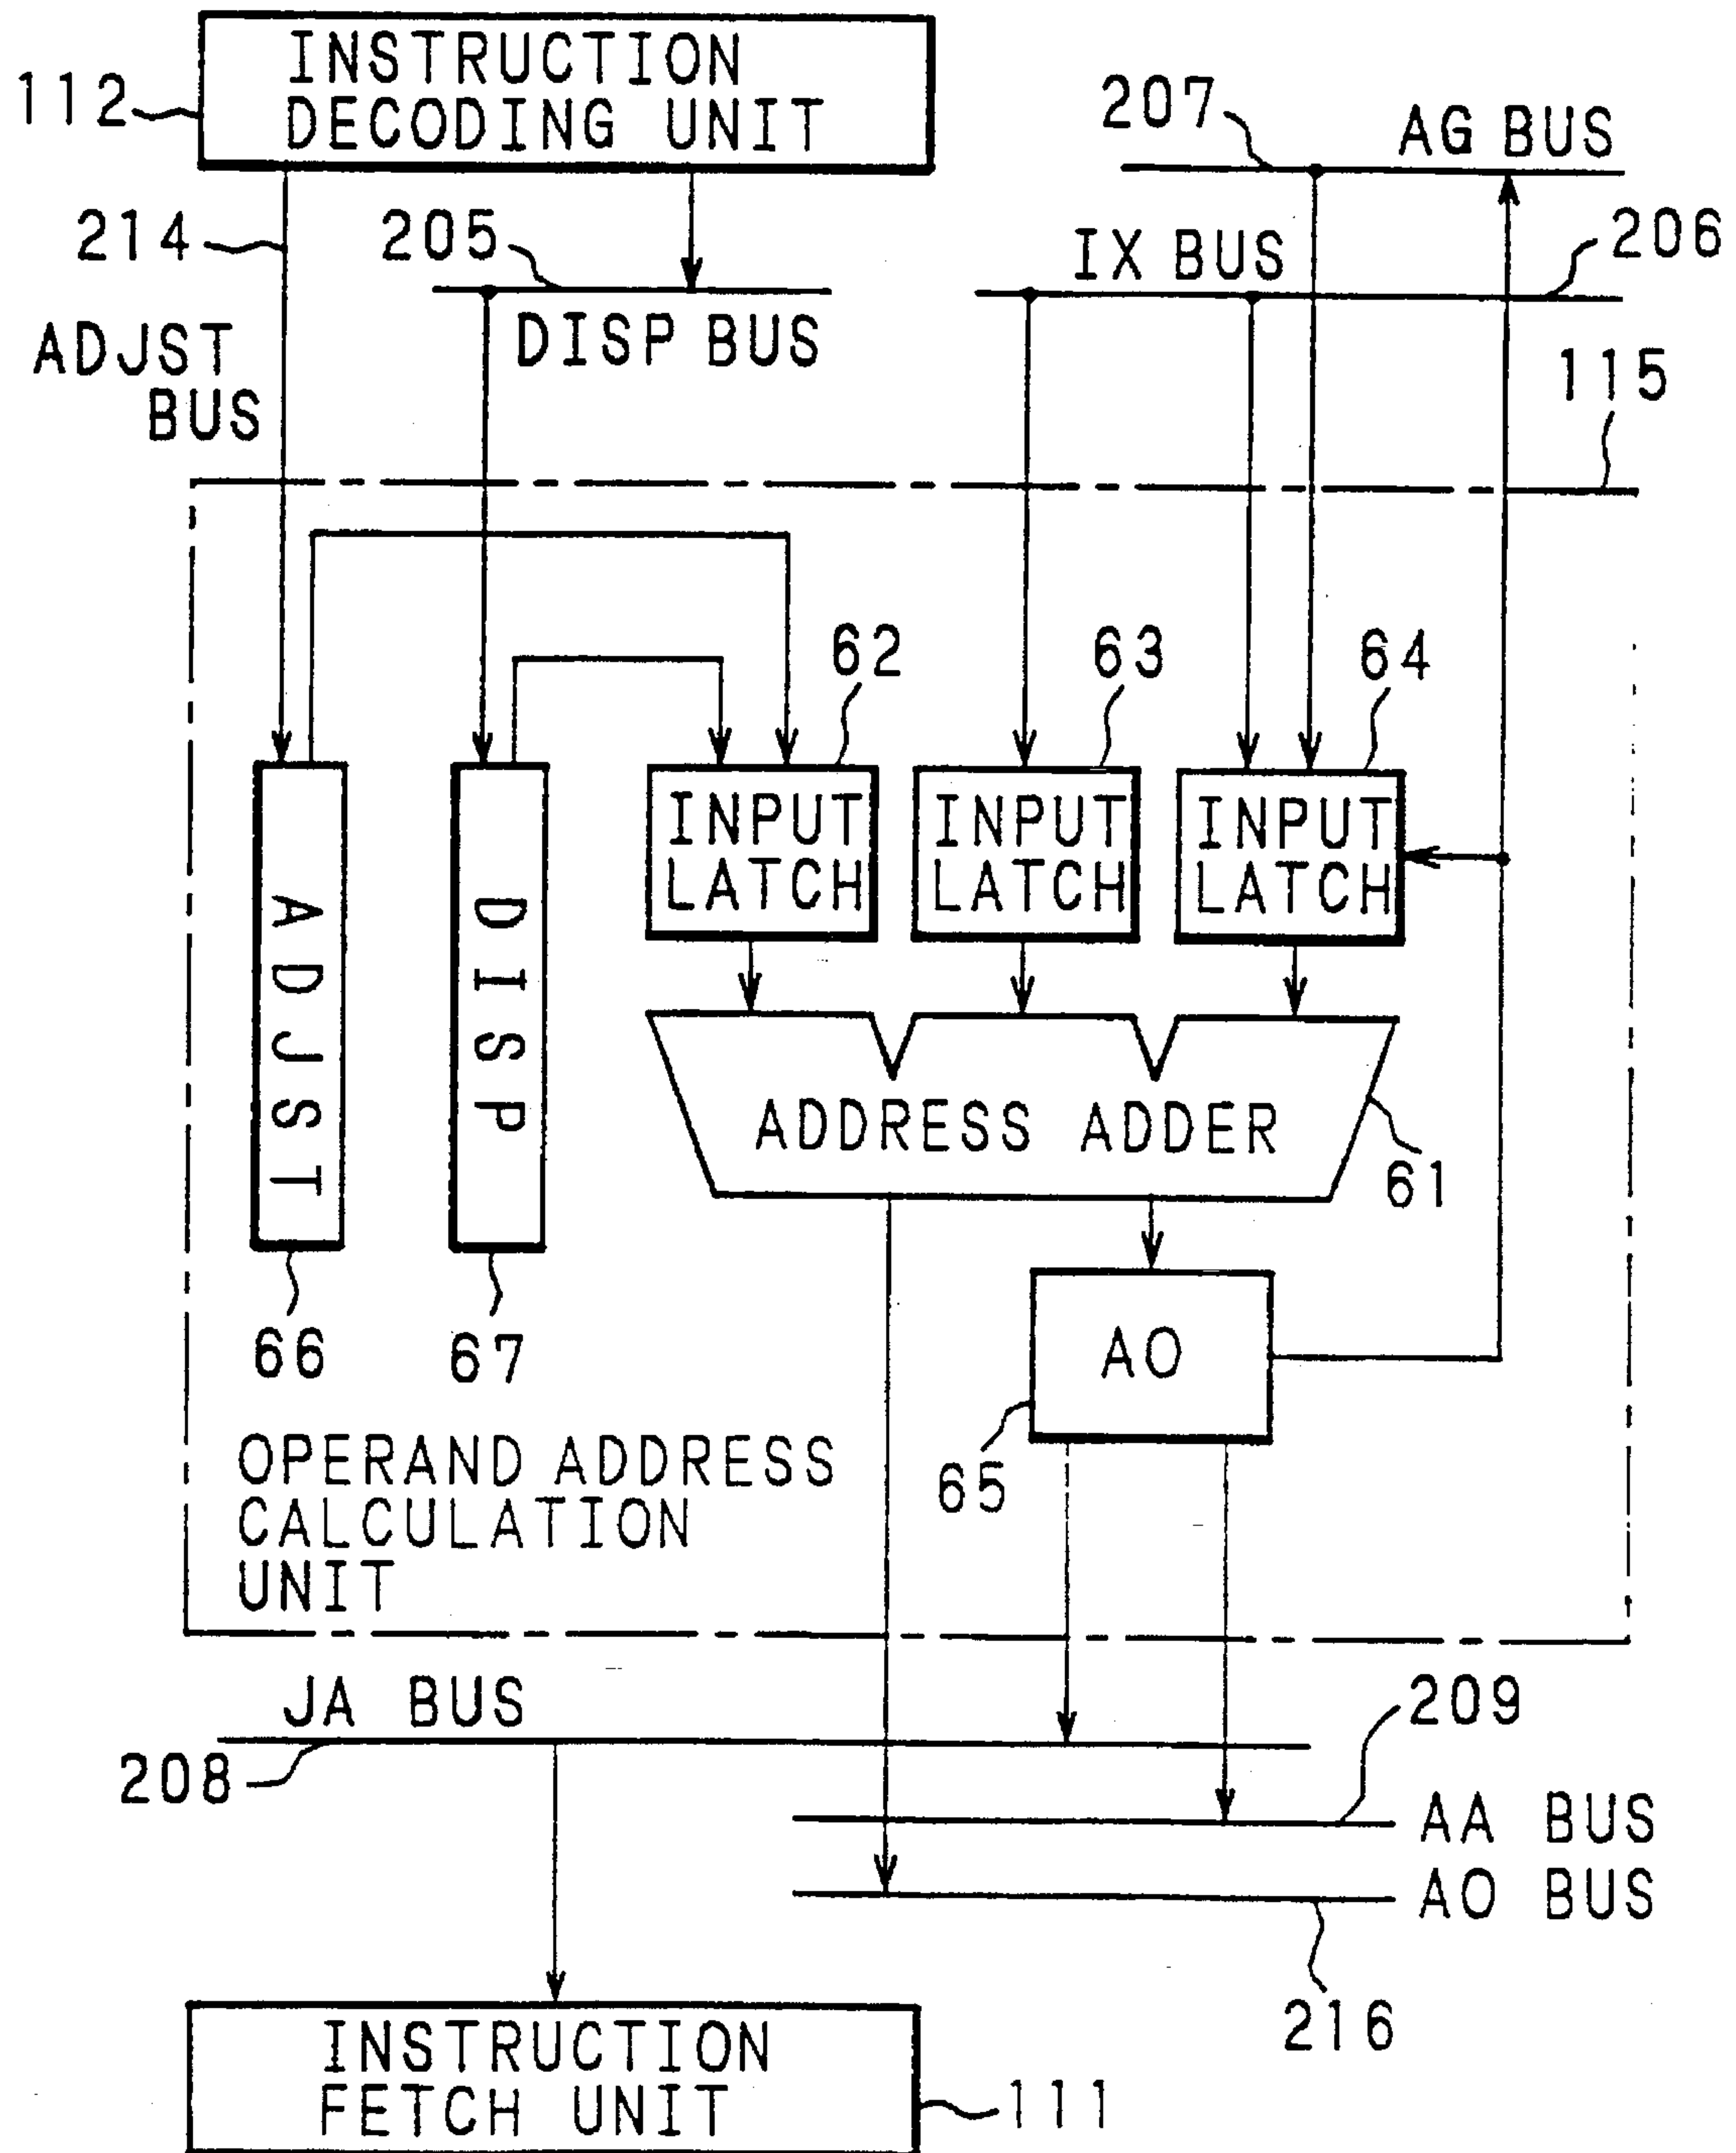 INSTRUCTION
DECODING UNIT
112
207
AG BUS
214
205
IX BUS
206
ADJST
BUS
DISP BUS
115
62
63
64
INPUT
LATCH
INPUT
LATCH
INPUT
LATCH
ADJST
DISP
ADDRESS ADDER
61
66
67
AO
65
OPERAND ADDRESS
CALCULATION
UNIT
JA BUS
209
208
AA BUS
AO BUS
216
INSTRUCTION
FETCH UNIT
111